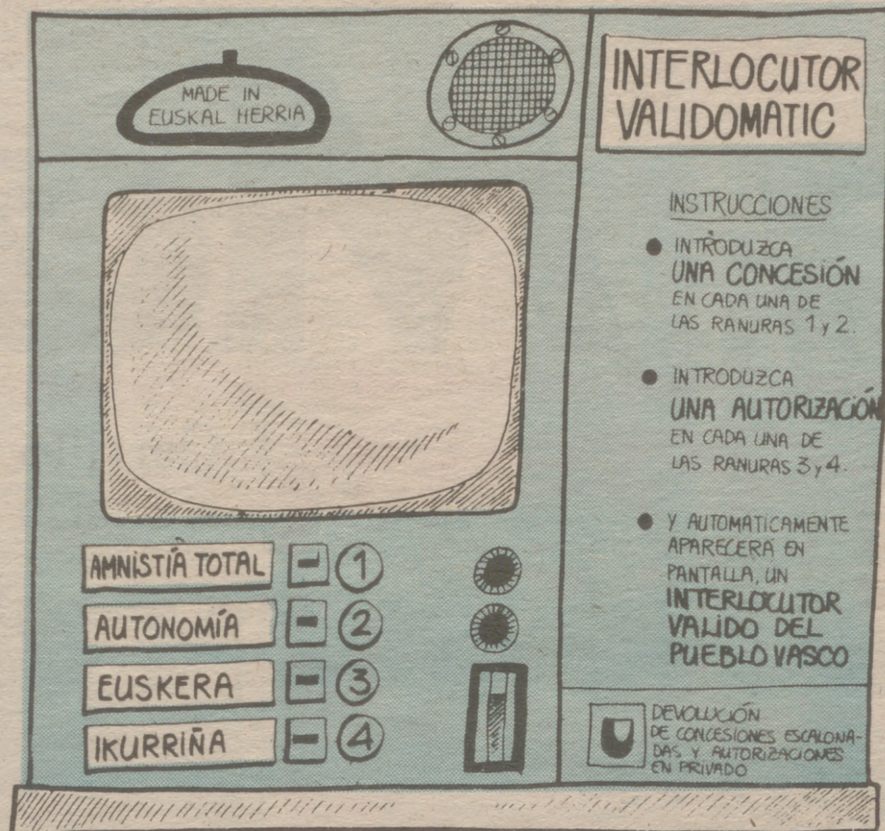 MADE IN
EUSKAL HERRIA
INTERLOCUTOR
VALIDOMATIC
INSTRUCCIONES
● INTRODUZCA
UNA CONCESIÓN
EN CADA UNA DE
LAS RANURAS 1 y 2.
● INTRODUZCA
UNA AUTORIZACIÓN
EN CADA UNA DE
LAS RANURAS 3 y 4.
● Y AUTOMATICAMENTE
APARECERÁ EN
PANTALLA, UN
INTERLOCUTOR
VALIDO DEL
PUEBLO VASCO
AMNISTÍA TOTAL 1
AUTONOMÍA 2
EUSKERA 3
IKURRIÑA 4
DEVOLUCIÓN
DE CONCESIONES ESCALONA-
DAS Y AUTORIZACIONES
EN PRIVADO